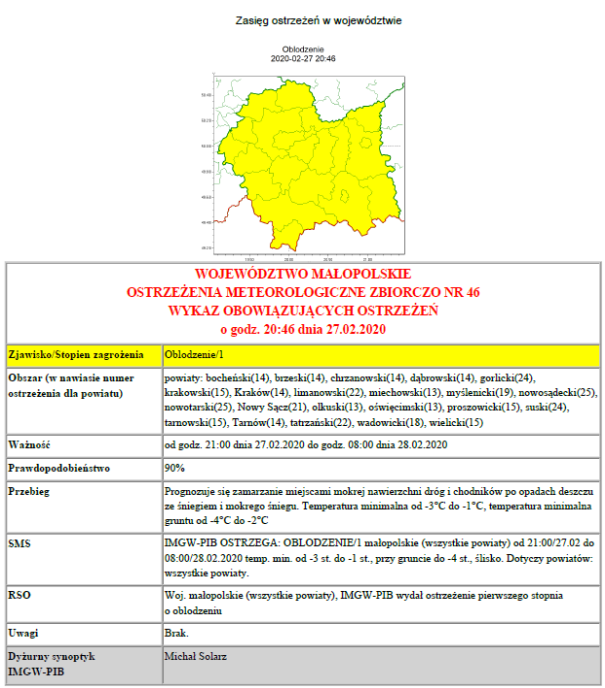 Zasięg ostrzeżeń w województwie
Oblodzenie
2020-02-27 20:46
WOJEWÓDZTWO MAŁOPOLSKIE
OSTRZEŻENIA METEOROLOGICZNE ZBIORCZO NR 46
WYKAZ OBOWIĄZUJĄCYCH OSTRZEŻEŃ
o godz. 20:46 dnia 27.02.2020
Zjawisko/Stopien zagrożenia
Oblodzenie/1
Obszar (w nawiasie numer
ostrzeżenia dla powiatu)
powiaty: bocheński(14), brzeski(14), chrzanowski(14), dąbrowski(14), gorlicki(24),
krakowski(15), Kraków(14), limanowski(22), miechowski(13), myślenicki(19), nowosądecki(25),
nowotarski(25), Nowy Sącz(21), olkuski(13), oświęcimski(13), proszowicki(15), suski(24),
tarnowski(15), Tarnów(14), tatrzański(22), wadowicki(18), wielicki(15)
Ważność
od godz. 21:00 dnia 27.02.2020 do godz. 08:00 dnia 28.02.2020
Prawdopodobieństwo
90%
Przebieg
Prognozuje się zamarzanie miejscami mokrej nawierzchni dróg i chodników po opadach deszczu
ze śniegiem i mokrego śniegu. Temperatura minimalna od -3°C do -1°C, temperatura minimalna
gruntu od -4°C do -2°C
SMS
IMGW-PIB OSTRZEGA: OBLODZENIE/1 małopolskie (wszystkie powiaty) od 21:00/27.02 do
08:00/28.02.2020 temp. min. od -3 st. do -1 st., przy gruncie do -4 st., ślisko. Dotyczy powiatów:
wszystkie powiaty.
RSO
Woj. małopolskie (wszystkie powiaty), IMGW-PIB wydał ostrzeżenie pierwszego stopnia
o oblodzeniu
Uwagi
Brak.
Dyżurny synoptyk
IMGW-PIB
Michał Solarz